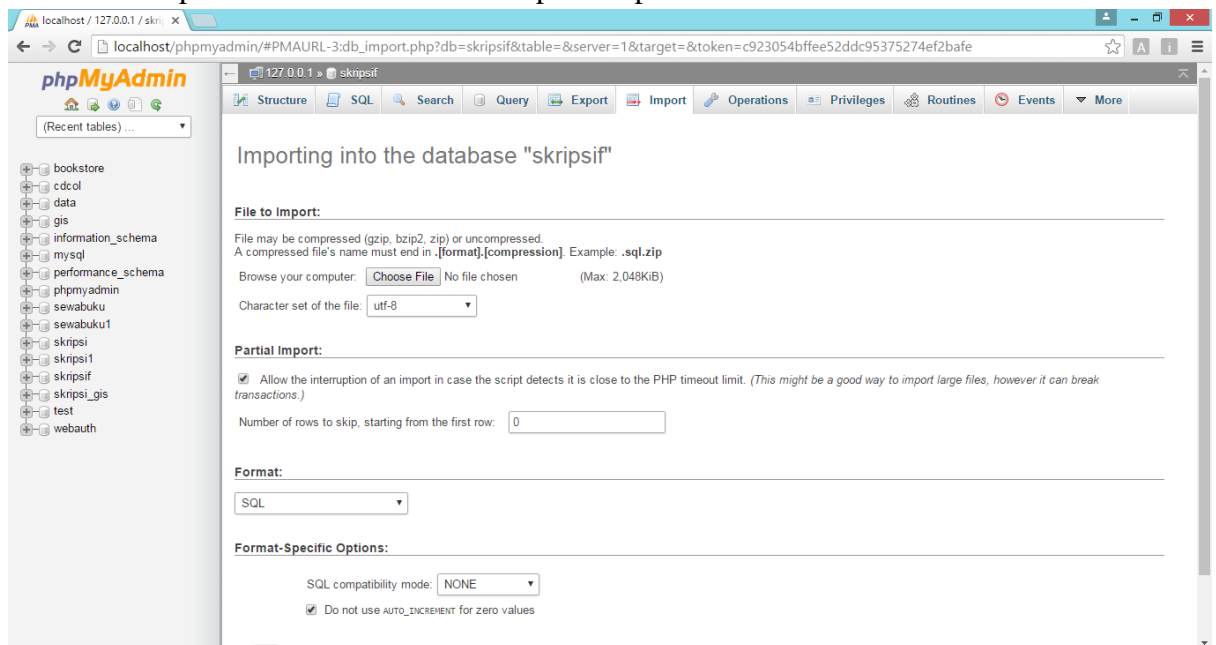 localhost / 127.0.0.1 / skrip
localhost/phpmyadmin/#PMAURL-3:db_import.php?db=skripsif&table=&server=1&target=&token=c923054bffee52ddc95375274ef2bafe
phpMyAdmin
(Recent tables) ...
bookstore
cdcol
data
gis
information_schema
mysql
performance_schema
phpmyadmin
sewabuku
sewabuku1
skripsi
skripsi1
skripsif
skripsi_gis
test
webauth
127.0.0.1 » skripsif
Structure SQL Search Query Export Import Operations Privileges Routines Events More
Importing into the database "skripsif"
File to Import:
File may be compressed (gzip, bzip2, zip) or uncompressed.
A compressed file's name must end in .[format].[compression]. Example: .sql.zip
Browse your computer: Choose File No file chosen (Max: 2,048KiB)
Character set of the file: utf-8
Partial Import:
Allow the interruption of an import in case the script detects it is close to the PHP timeout limit. (This might be a good way to import large files, however it can break
transactions.)
Number of rows to skip, starting from the first row: 0
Format:
SQL
Format-Specific Options:
SQL compatibility mode: NONE
Do not use AUTO_INCREMENT for zero values